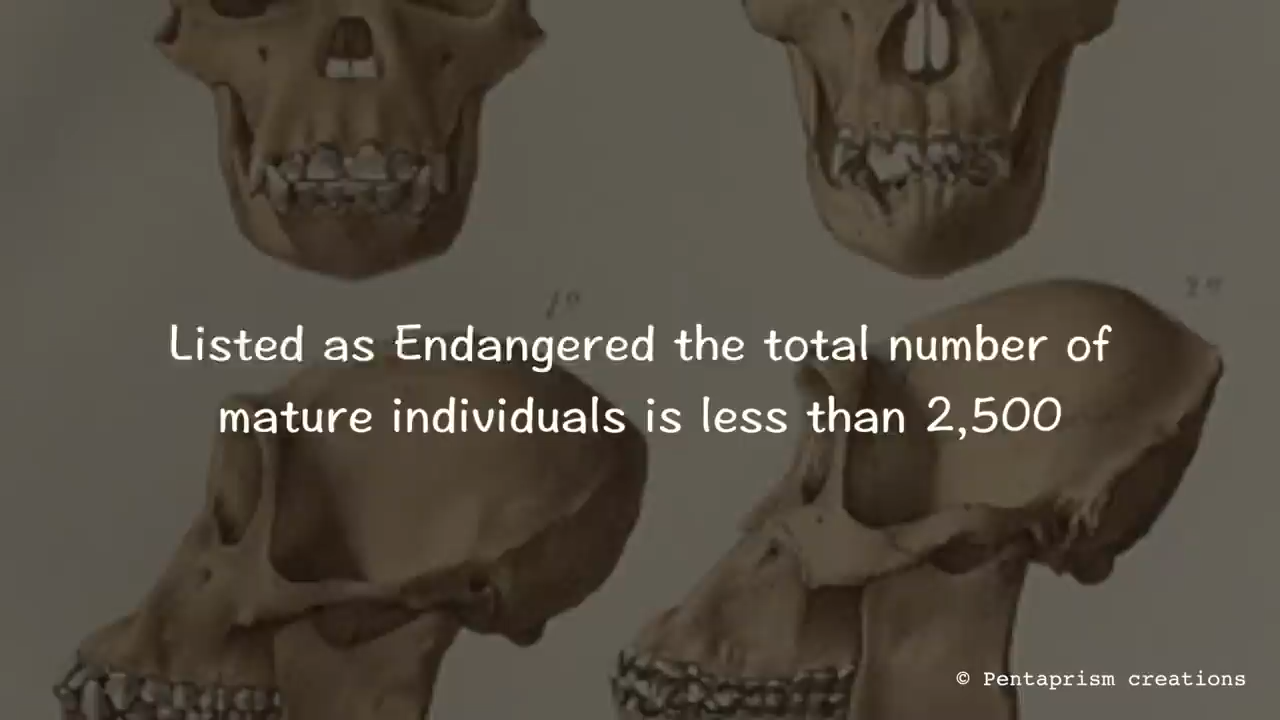 Listed as Endangered the total number of
mature individuals is less than 2,500
© Pentaprism creations